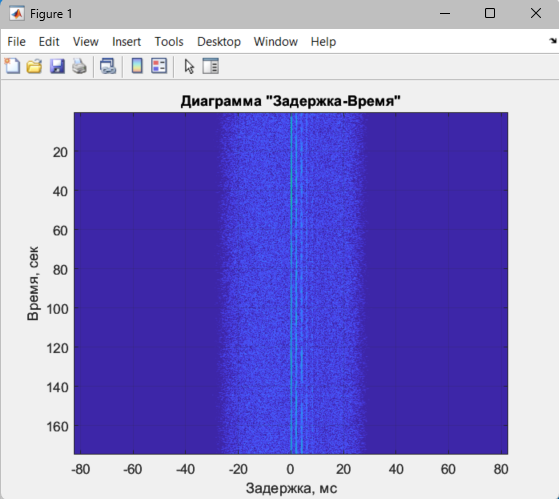 Figure 1
File Edit View Insert Tools Desktop Window Help
Диаграмма "Задержка-Время"
20
40
60
80
100
120
140
160
Время, сек
-80 -60 -40 -20 0 20 40 60 80
Задержка, мс